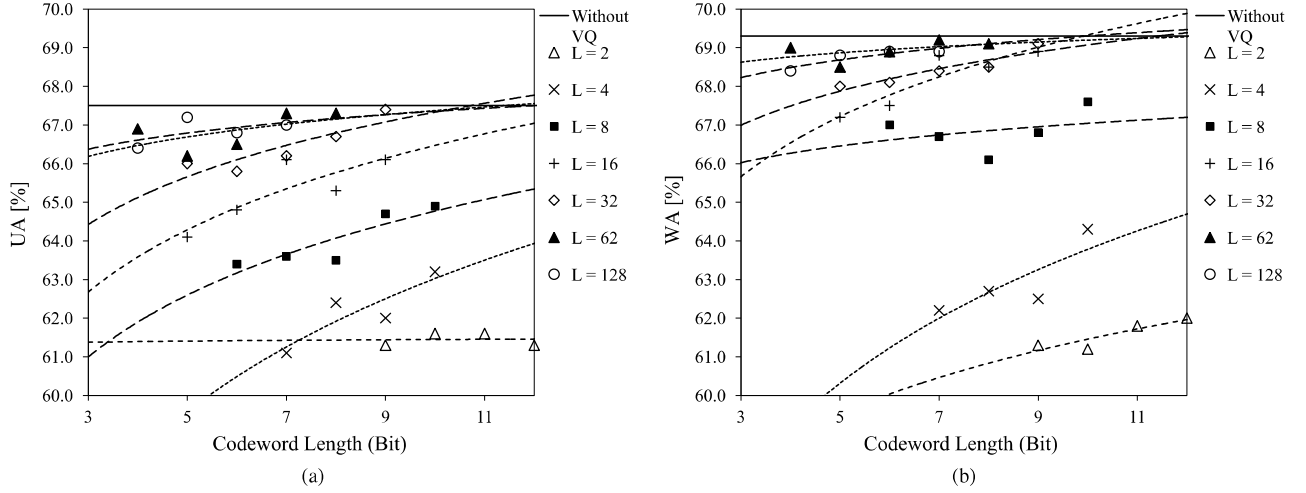 70.0
69.0
68.0
67.0
66.0
65.0
64.0
63.0
62.0
61.0
60.0
UA [%]
3 5 7 9 11
Codeword Length (Bit)
Without
VQ
L = 2
L = 4
L = 8
L = 16
L = 32
L = 62
L = 128
(a)
70.0
69.0
68.0
67.0
66.0
65.0
64.0
63.0
62.0
61.0
60.0
WA [%]
3 5 7 9 11
Codeword Length (Bit)
Without
VQ
L = 2
L = 4
L = 8
L = 16
L = 32
L = 62
L = 128
(b)